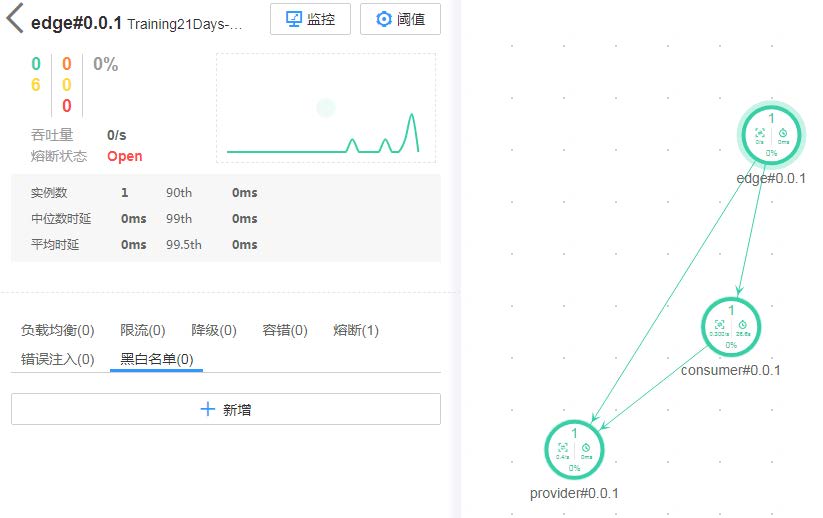 edge#0.0.1 Training21Days-...
监控
阈值
0 0 0%
6 0
0
吞吐量 0/s
熔断状态 Open
实例数 1 90th 0ms
中位数时延 0ms 99th 0ms
平均时延 0ms 99.5th 0ms
负载均衡(0) 限流(0) 降级(0) 容错(0) 熔断(1)
错误注入(0) 黑白名单(0)
新增
1
0/s 0ms
0%
edge#0.0.1
1
0%
consumer#0.0.1
1
0.4/s 0ms
0%
provider#0.0.1